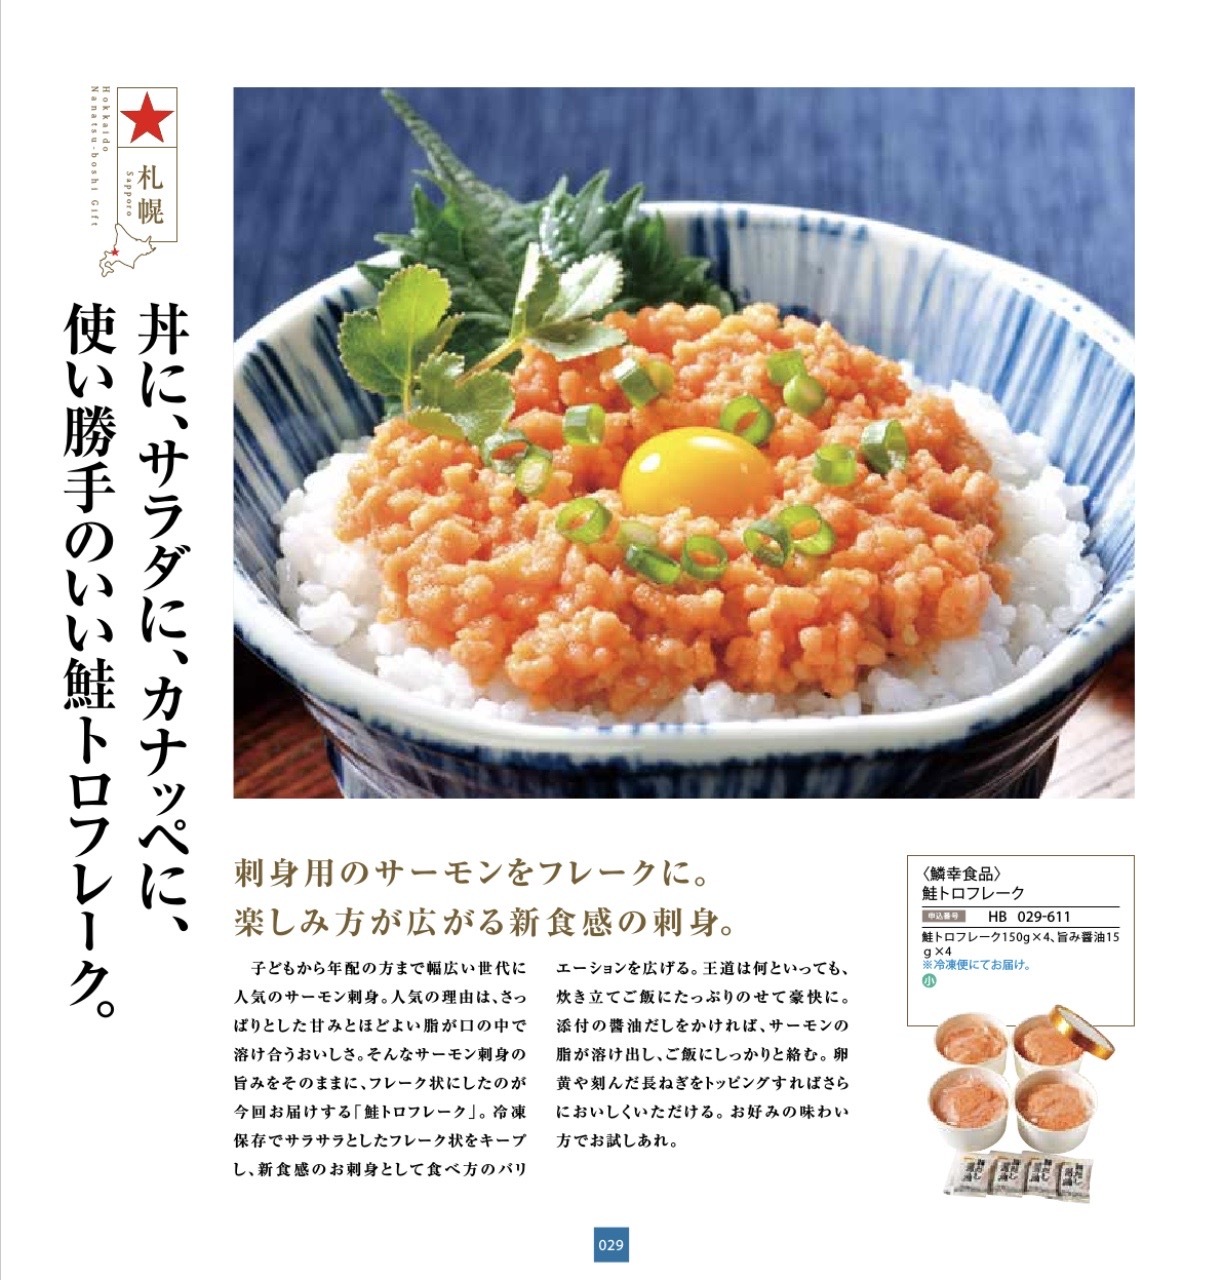 Hokkaido
Nanatsu-boshi Gift
札幌
Sapporo
丼に、サラダに、カナッペに、
使い勝手のいい鮭トロフレーク。
刺身用のサーモンをフレークに。
楽しみ方が広がる新食感の刺身。
子どもから年配の方まで幅広い世代に
人気のサーモン刺身。人気の理由は、さっ
ぱりとした甘みとほどよい脂が口の中で
溶け合うおいしさ。そんなサーモン刺身の
旨みをそのままに、フレーク状にしたのが
今回お届けする「鮭トロフレーク」。冷凍
保存でサラサラとしたフレーク状をキープ
し、新食感のお刺身として食べ方のバリ
エーションを広げる。王道は何といっても、
炊き立てご飯にたっぷりのせて豪快に。
添付の醬油だしをかければ、サーモンの
脂が溶け出し、ご飯にしっかりと絡む。卵
黄や刻んだ長ねぎをトッピングすればさら
においしくいただける。お好みの味わい
方でお試しあれ。
〈鱗幸食品〉
鮭トロフレーク
申込番号 HB 029-611
鮭トロフレーク150g×4、旨み醤油15
g×4
※冷凍便にてお届け。
小
029